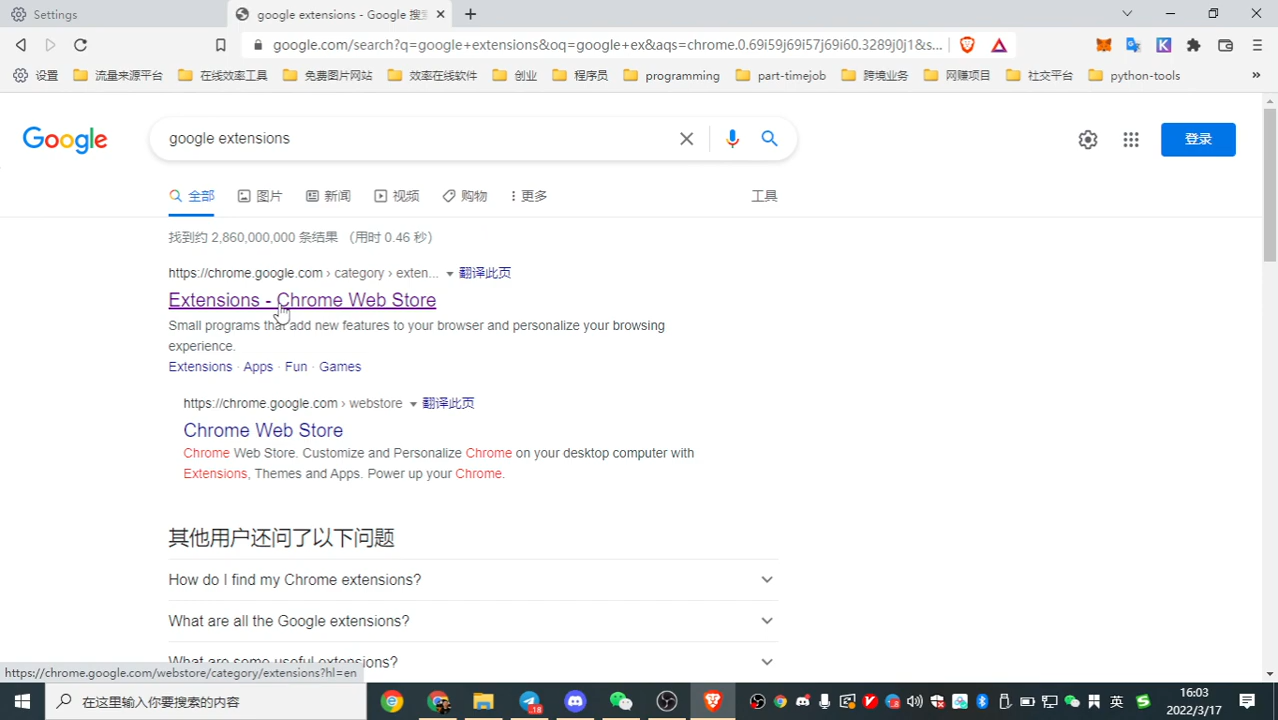 Settings
google extensions - Google 搜
google.com/search?q=google+extensions&oq=google+ex&aqs=chrome.0.69i59j69i57j69i60.3289j0j1&s...
设置
流量来源平台
在线效率工具
免费图片网站
效率在线软件
创业
程序员
programming
part-timejob
跨境业务
网赚项目
社交平台
python-tools
»
Google
google extensions
登录
全部
图片
新闻
视频
购物
更多
工具
找到约 2,860,000,000 条结果 （用时 0.46 秒）
https://chrome.google.com › category › exten... 翻译此页
Extensions - Chrome Web Store
Small programs that add new features to your browser and personalize your browsing
experience.
Extensions · Apps · Fun · Games
https://chrome.google.com › webstore 翻译此页
Chrome Web Store
Chrome Web Store. Customize and Personalize Chrome on your desktop computer with
Extensions, Themes and Apps. Power up your Chrome.
其他用户还问了以下问题
How do I find my Chrome extensions?
What are all the Google extensions?
What are some useful extensions?
https://chrome.google.com/webstore/category/extensions?hl=en
在这里输入你要搜索的内容
18
英
16:03
2022/3/17